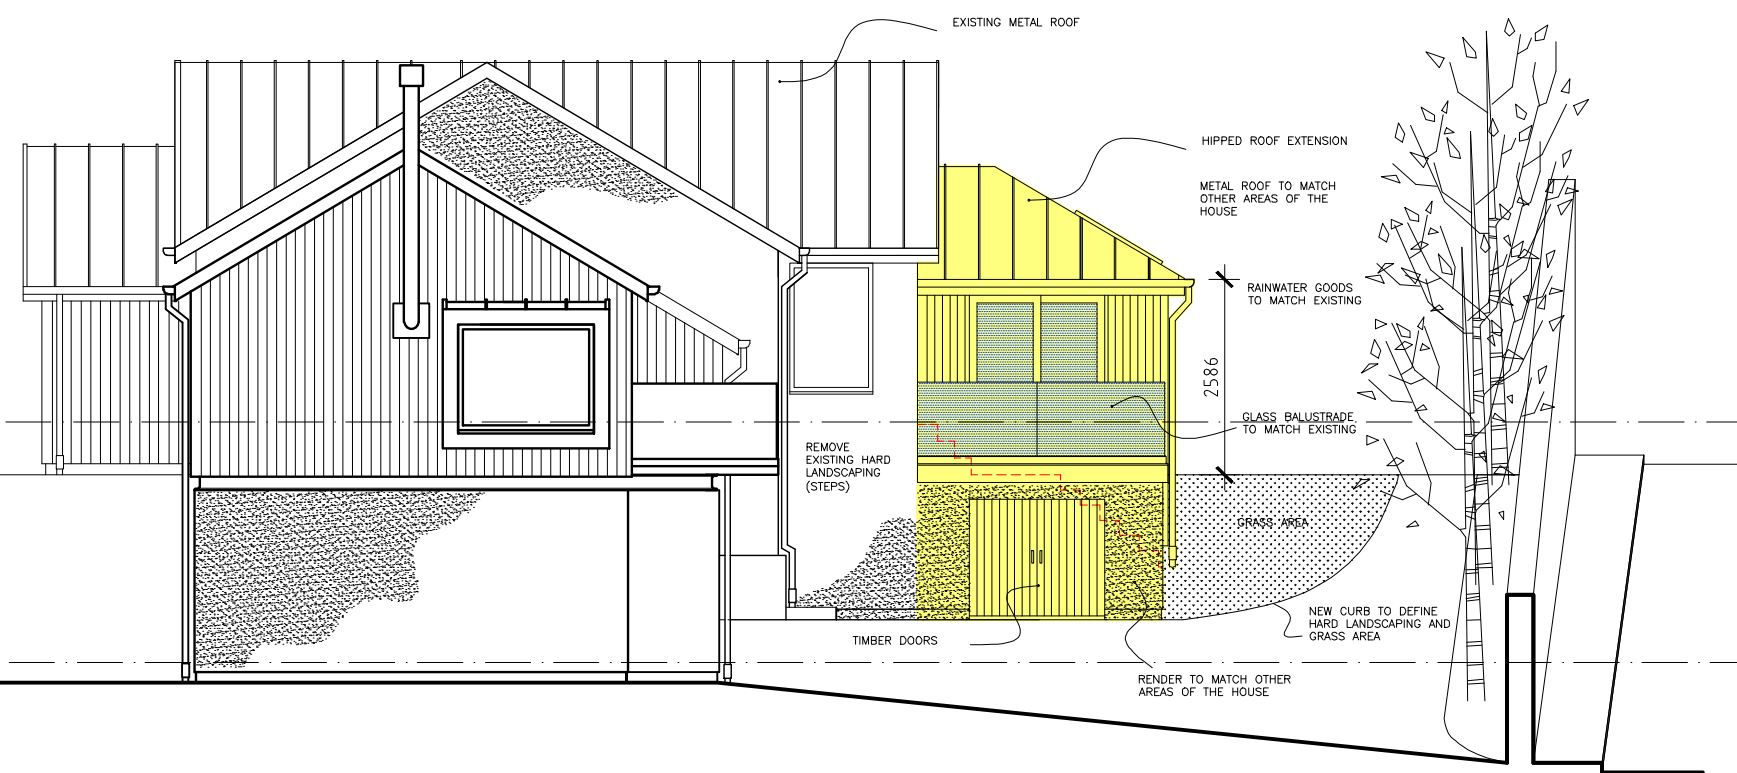 EXISTING METAL ROOF
HIPPED ROOF EXTENSION
METAL ROOF TO MATCH
OTHER AREAS OF THE
HOUSE
RAINWATER GOODS
TO MATCH EXISTING
2586
GLASS BALUSTRADE
TO MATCH EXISTING
REMOVE
EXISTING HARD
LANDSCAPING
(STEPS)
GRASS AREA
NEW CURB TO DEFINE
HARD LANDSCAPING AND
GRASS AREA
TIMBER DOORS
RENDER TO MATCH OTHER
AREAS OF THE HOUSE